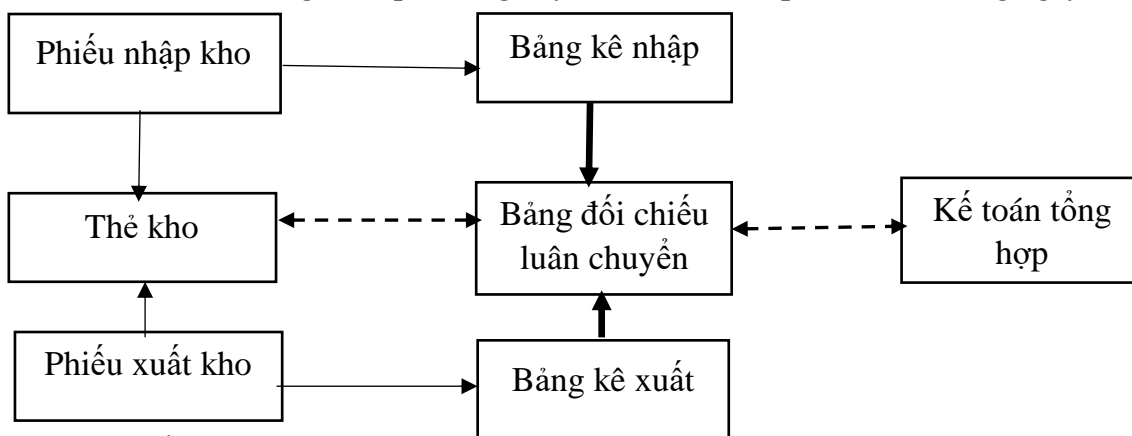 Phiếu nhập kho
Bảng kê nhập
Thẻ kho
Bảng đối chiếu
luân chuyển
Kế toán tổng
hợp
Phiếu xuất kho
Bảng kê xuất